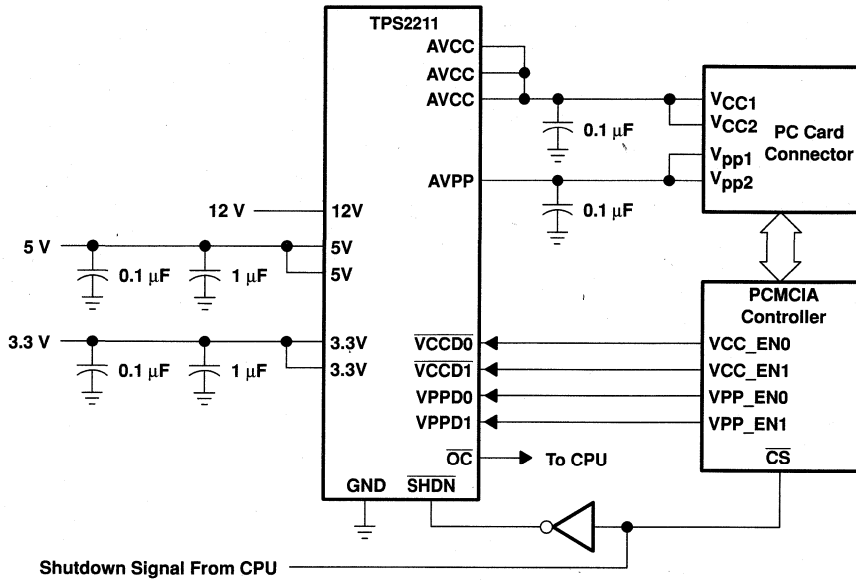 TPS2211
AVCC
AVCC
AVCC
0.1 μF
VCC1
VCC2
PC Card
Connector
Vpp1
Vpp2
AVPP
0.1 μF
12 V
12V
5 V
5V
0.1 μF
1 μF
5V
PCMCIA
Controller
3.3 V
3.3V
VCCD0
VCC_EN0
0.1 μF
1 μF
3.3V
VCCD1
VCC_EN1
VPPD0
VPP_EN0
VPPD1
VPP_EN1
OC
To CPU
CS
GND
SHDN
Shutdown Signal From CPU